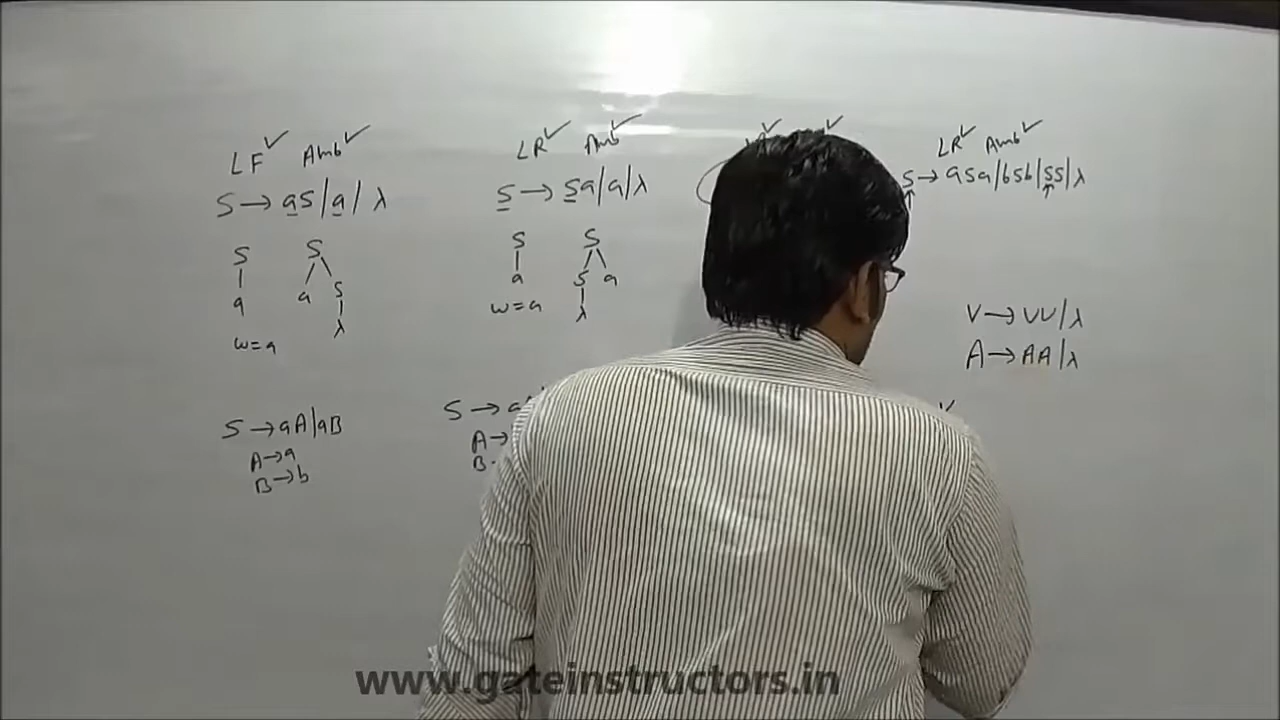 LF✓ Amb✓
S → aS | a | λ
S S
a a S
λ
w=a
S → aA|aB
A → a
B → b
LR✓ Amb✓
S → Sa|a|λ
S S
a S a
w=a λ
S → a
A →
B
LR✓ Amb✓
S → aSa|bSb|SS|λ
V → VV|λ
A → AA|λ
www.gateinstructors.in